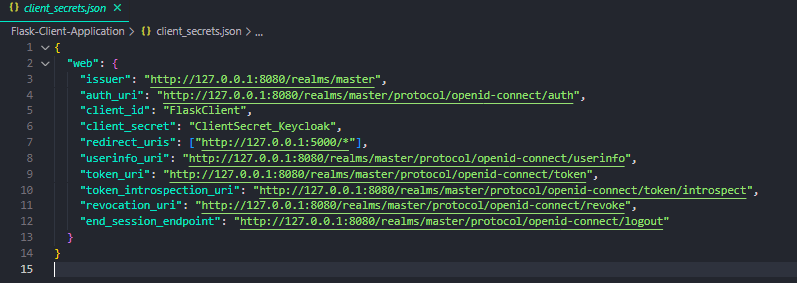 {} client_secrets.json ×
Flask-Client-Application > {} client_secrets.json > ...
1 {
2 "web": {
3 "issuer": "http://127.0.0.1:8080/realms/master",
4 "auth_uri": "http://127.0.0.1:8080/realms/master/protocol/openid-connect/auth",
5 "client_id": "FlaskClient",
6 "client_secret": "ClientSecret_Keycloak",
7 "redirect_uris": ["http://127.0.0.1:5000/*"],
8 "userinfo_uri": "http://127.0.0.1:8080/realms/master/protocol/openid-connect/userinfo",
9 "token_uri": "http://127.0.0.1:8080/realms/master/protocol/openid-connect/token",
10 "token_introspection_uri": "http://127.0.0.1:8080/realms/master/protocol/openid-connect/token/introspect",
11 "revocation_uri": "http://127.0.0.1:8080/realms/master/protocol/openid-connect/revoke",
12 "end_session_endpoint": "http://127.0.0.1:8080/realms/master/protocol/openid-connect/logout"
13 }
14 }
15